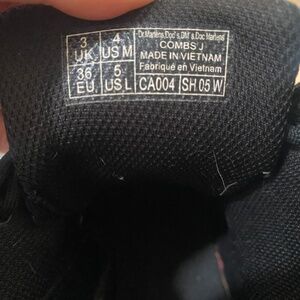 3 UK 4 US M
36 EU 5 US L
Dr.Martens, Doc's, DM's & Doc Martens
COMBS J
MADE IN VIETNAM
Fabriqué en Vietnam
CA004 SH 05 W